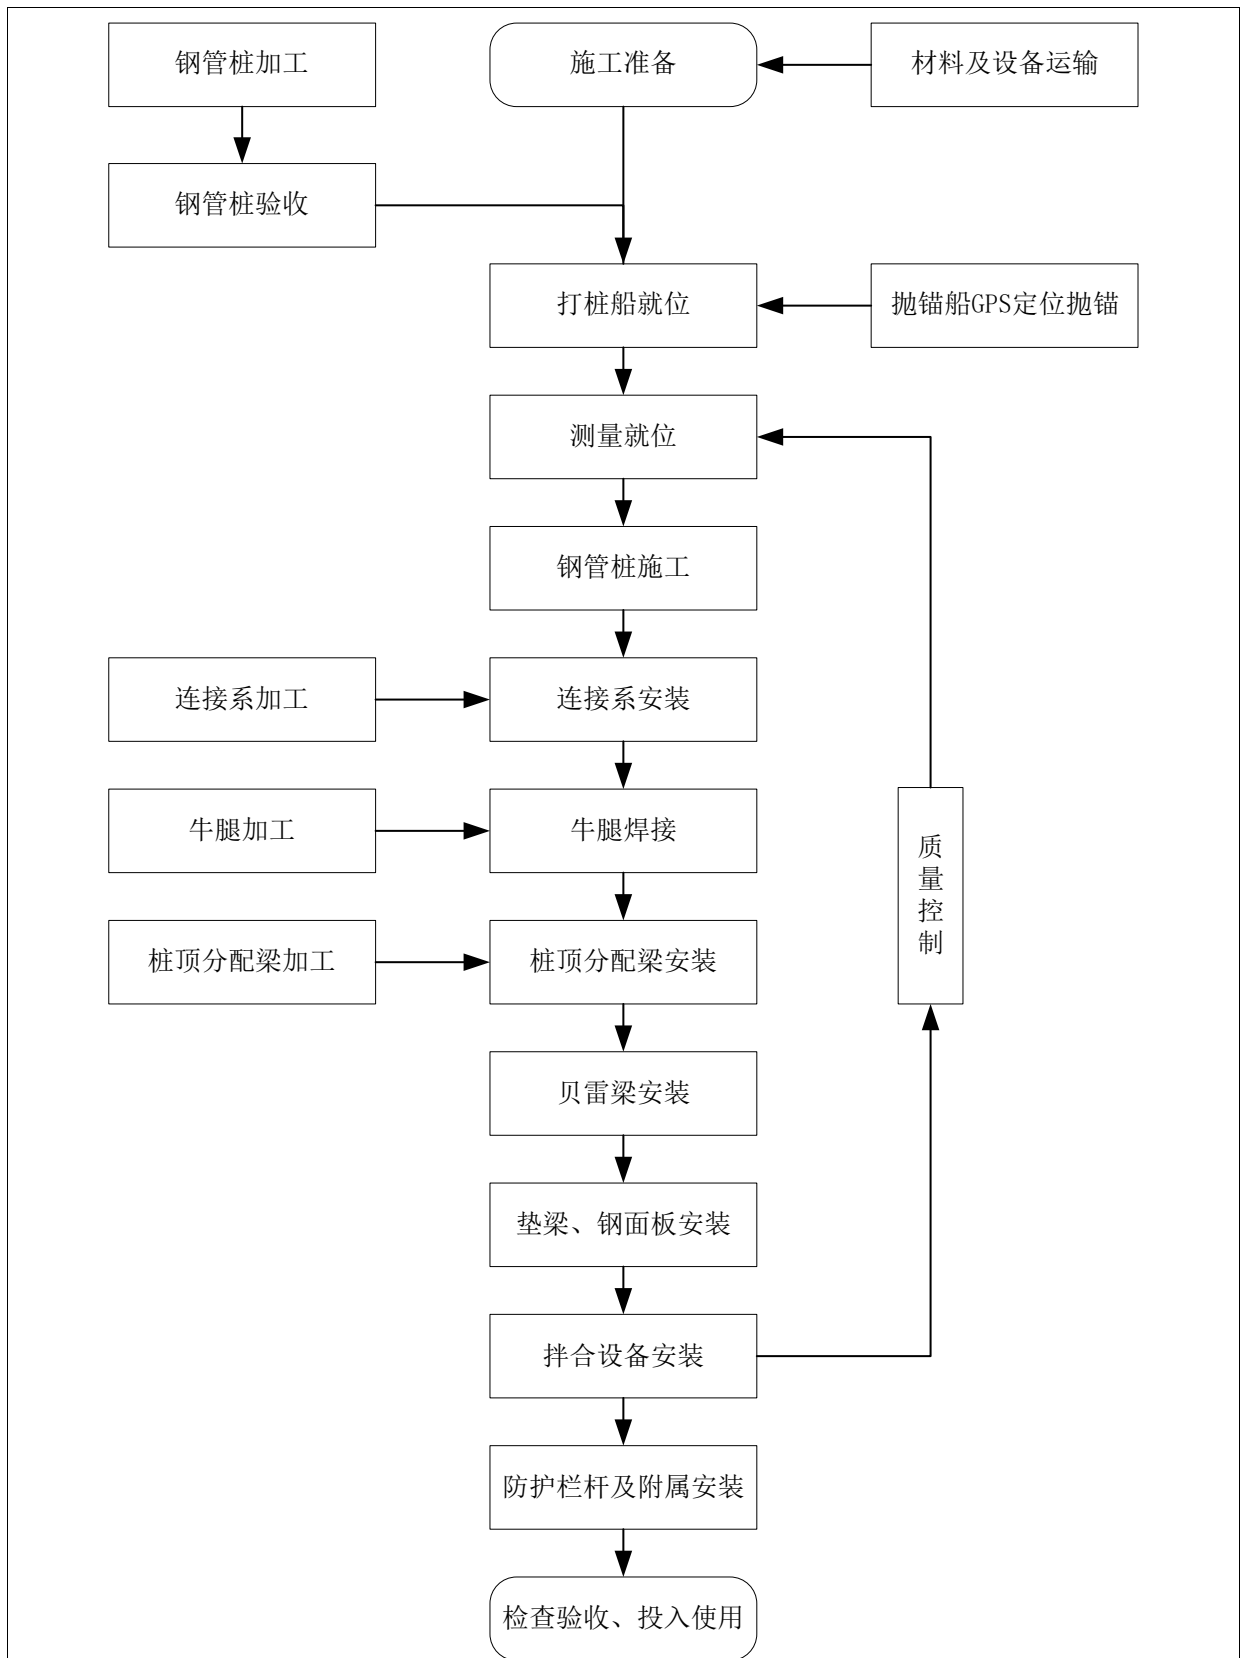 钢管桩加工
施工准备
材料及设备运输
钢管桩验收
打桩船就位
抛锚船GPS定位抛锚
测量就位
钢管桩施工
连接系加工
连接系安装
牛腿加工
牛腿焊接
质量控制
桩顶分配梁加工
桩顶分配梁安装
贝雷梁安装
垫梁、钢面板安装
拌合设备安装
防护栏杆及附属安装
检查验收、投入使用